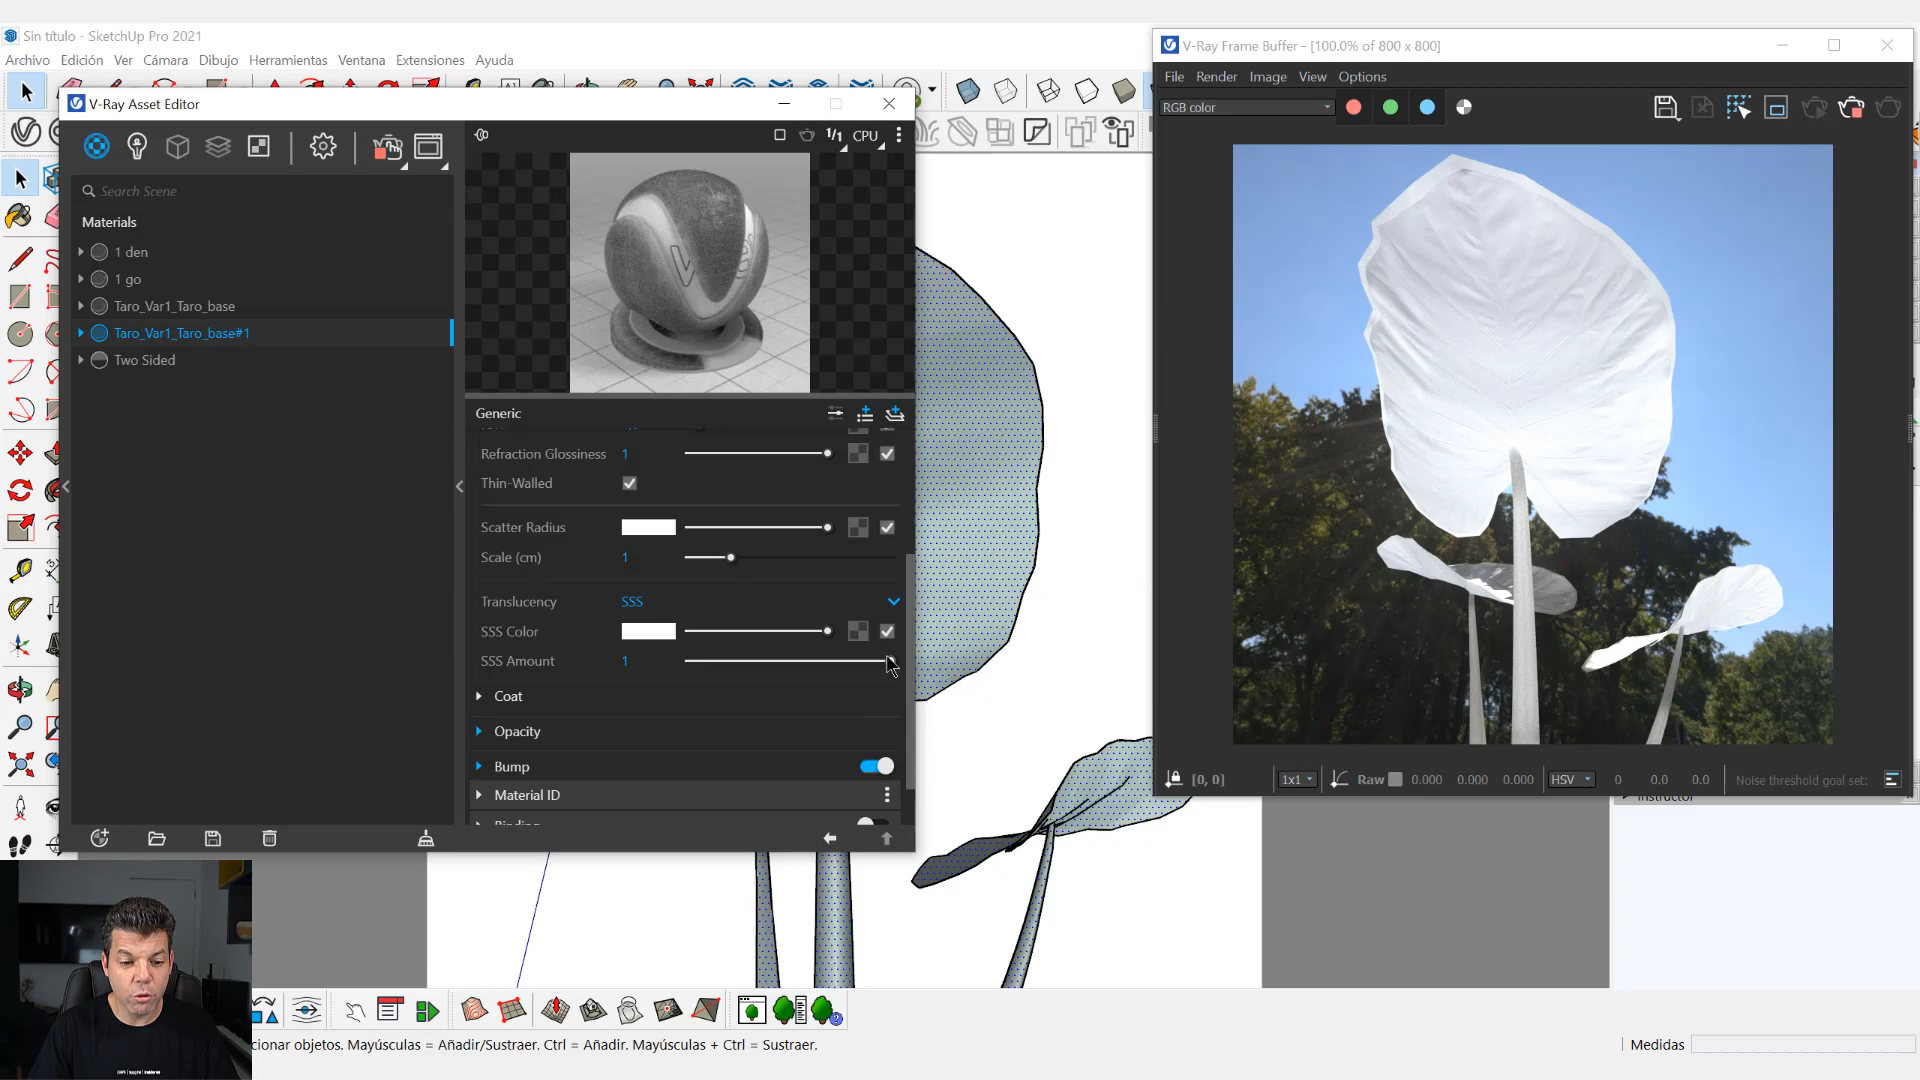 Sin título - SketchUp Pro 2021
Archivo Edición Ver Cámara Dibujo Herramientas Ventana Extensiones Ayuda
V-Ray Asset Editor
Search Scene
Materials
1 den
1 go
Taro_Var1_Taro_base
Taro_Var1_Taro_base#1
Two Sided
1/1 CPU
Generic
Refraction Glossiness 1
Thin-Walled
Scatter Radius
Scale (cm) 1
Translucency SSS
SSS Color
SSS Amount 1
Coat
Opacity
Bump
Material ID
Binding
V-Ray Frame Buffer - [100.0% of 800 x 800]
File Render Image View Options
RGB color
[0, 0] 1x1 Raw 0.000 0.000 0.000 HSV 0 0.0 0.0 Noise threshold goal set:
Instructor
cionar objetos. Mayúsculas = Añadir/Sustraer. Ctrl = Añadir. Mayúsculas + Ctrl = Sustraer.
Medidas